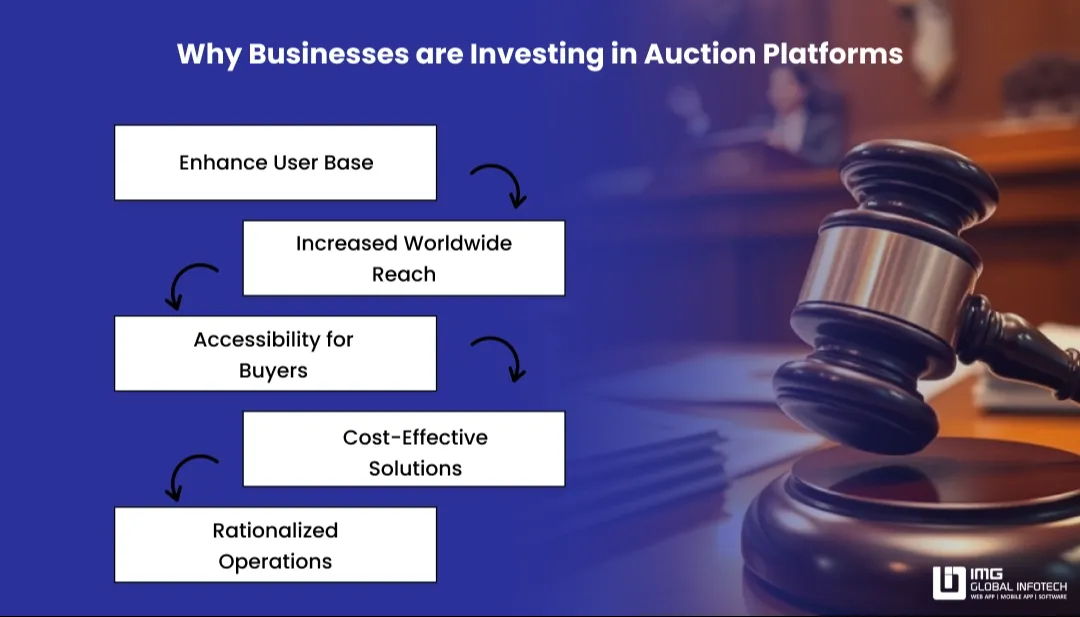 Why Businesses are Investing in Auction Platforms
Enhance User Base
Increased Worldwide
Reach
Accessibility for
Buyers
Cost-Effective
Solutions
Rationalized
Operations
IMG
GLOBAL INFOTECH
WEB APP | MOBILE APP | SOFTWARE